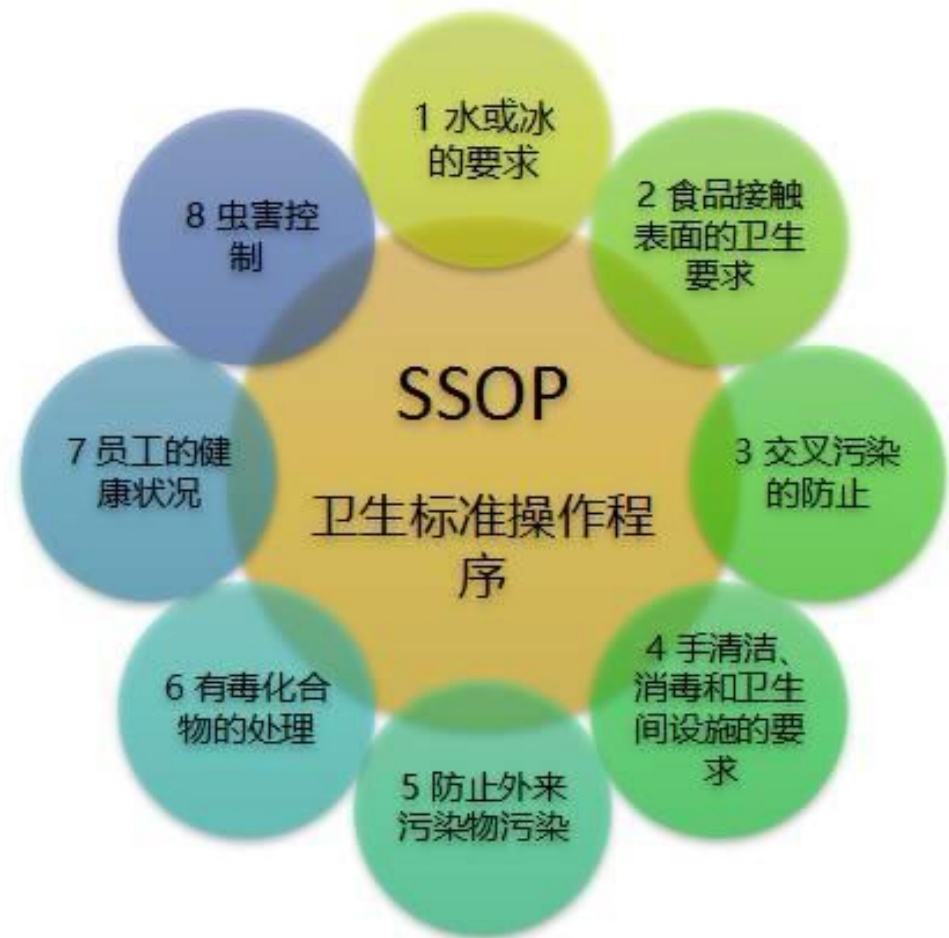 SSOP
卫生标准操作程
序
1 水或冰
的要求
2 食品接触
表面的卫生
要求
3 交叉污染
的防止
4 手清洁、
消毒和卫生
间设施的要
求
5 防止外来
污染物污染
6 有毒化合
物的处理
7 员工的健
康状况
8 虫害控
制